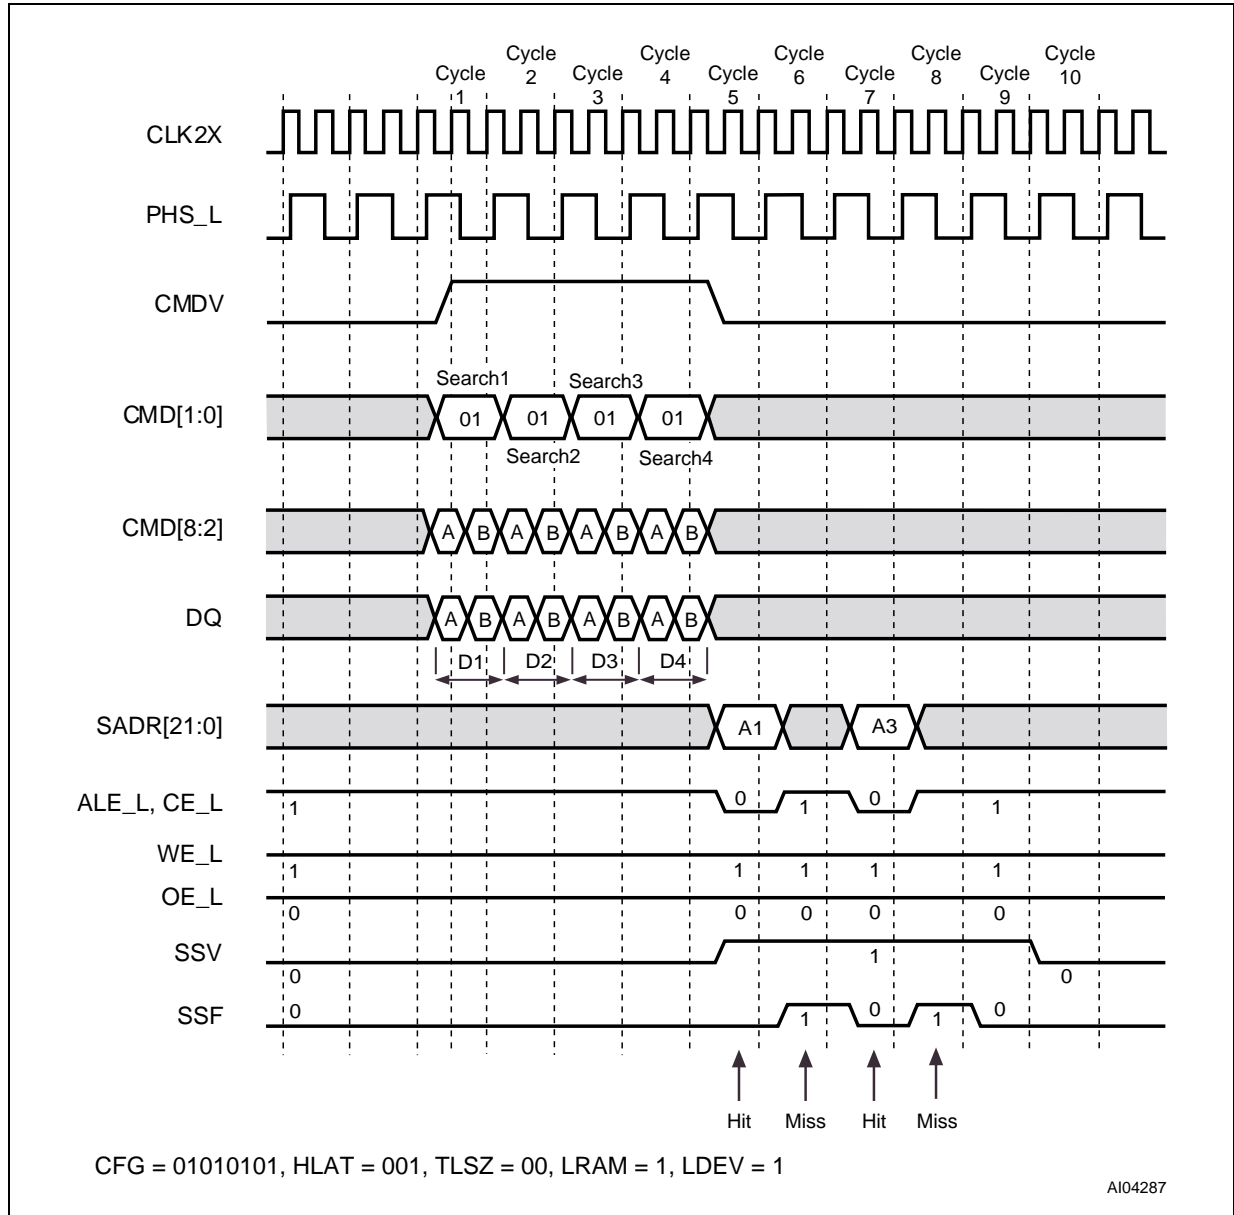 Cycle 1
Cycle 2
Cycle 3
Cycle 4
Cycle 5
Cycle 6
Cycle 7
Cycle 8
Cycle 9
Cycle 10
CLK2X
PHS_L
CMDV
Search1 Search3
CMD[1:0] 01 01 01 01
Search2 Search4
CMD[8:2] A B A B A B A B
DQ A B A B A B A B
D1 D2 D3 D4
SADR[21:0] A1 A3
ALE_L, CE_L 1 0 1 0 1
WE_L 1 1 1 1 1
OE_L 0 0 0 0 0
SSV 0 1 0
SSF 0 1 0 1 0
Hit Miss Hit Miss
CFG = 01010101, HLAT = 001, TLSZ = 00, LRAM = 1, LDEV = 1
AI04287